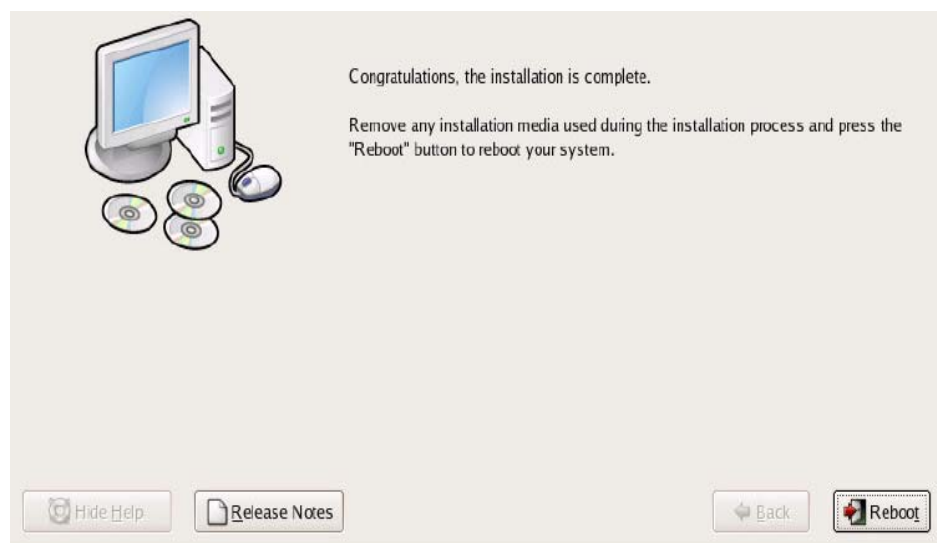 Congratulations, the installation is complete.
Remove any installation media used during the installation process and press the
"Reboot" button to reboot your system.
Hide Help
Release Notes
Back
Reboot